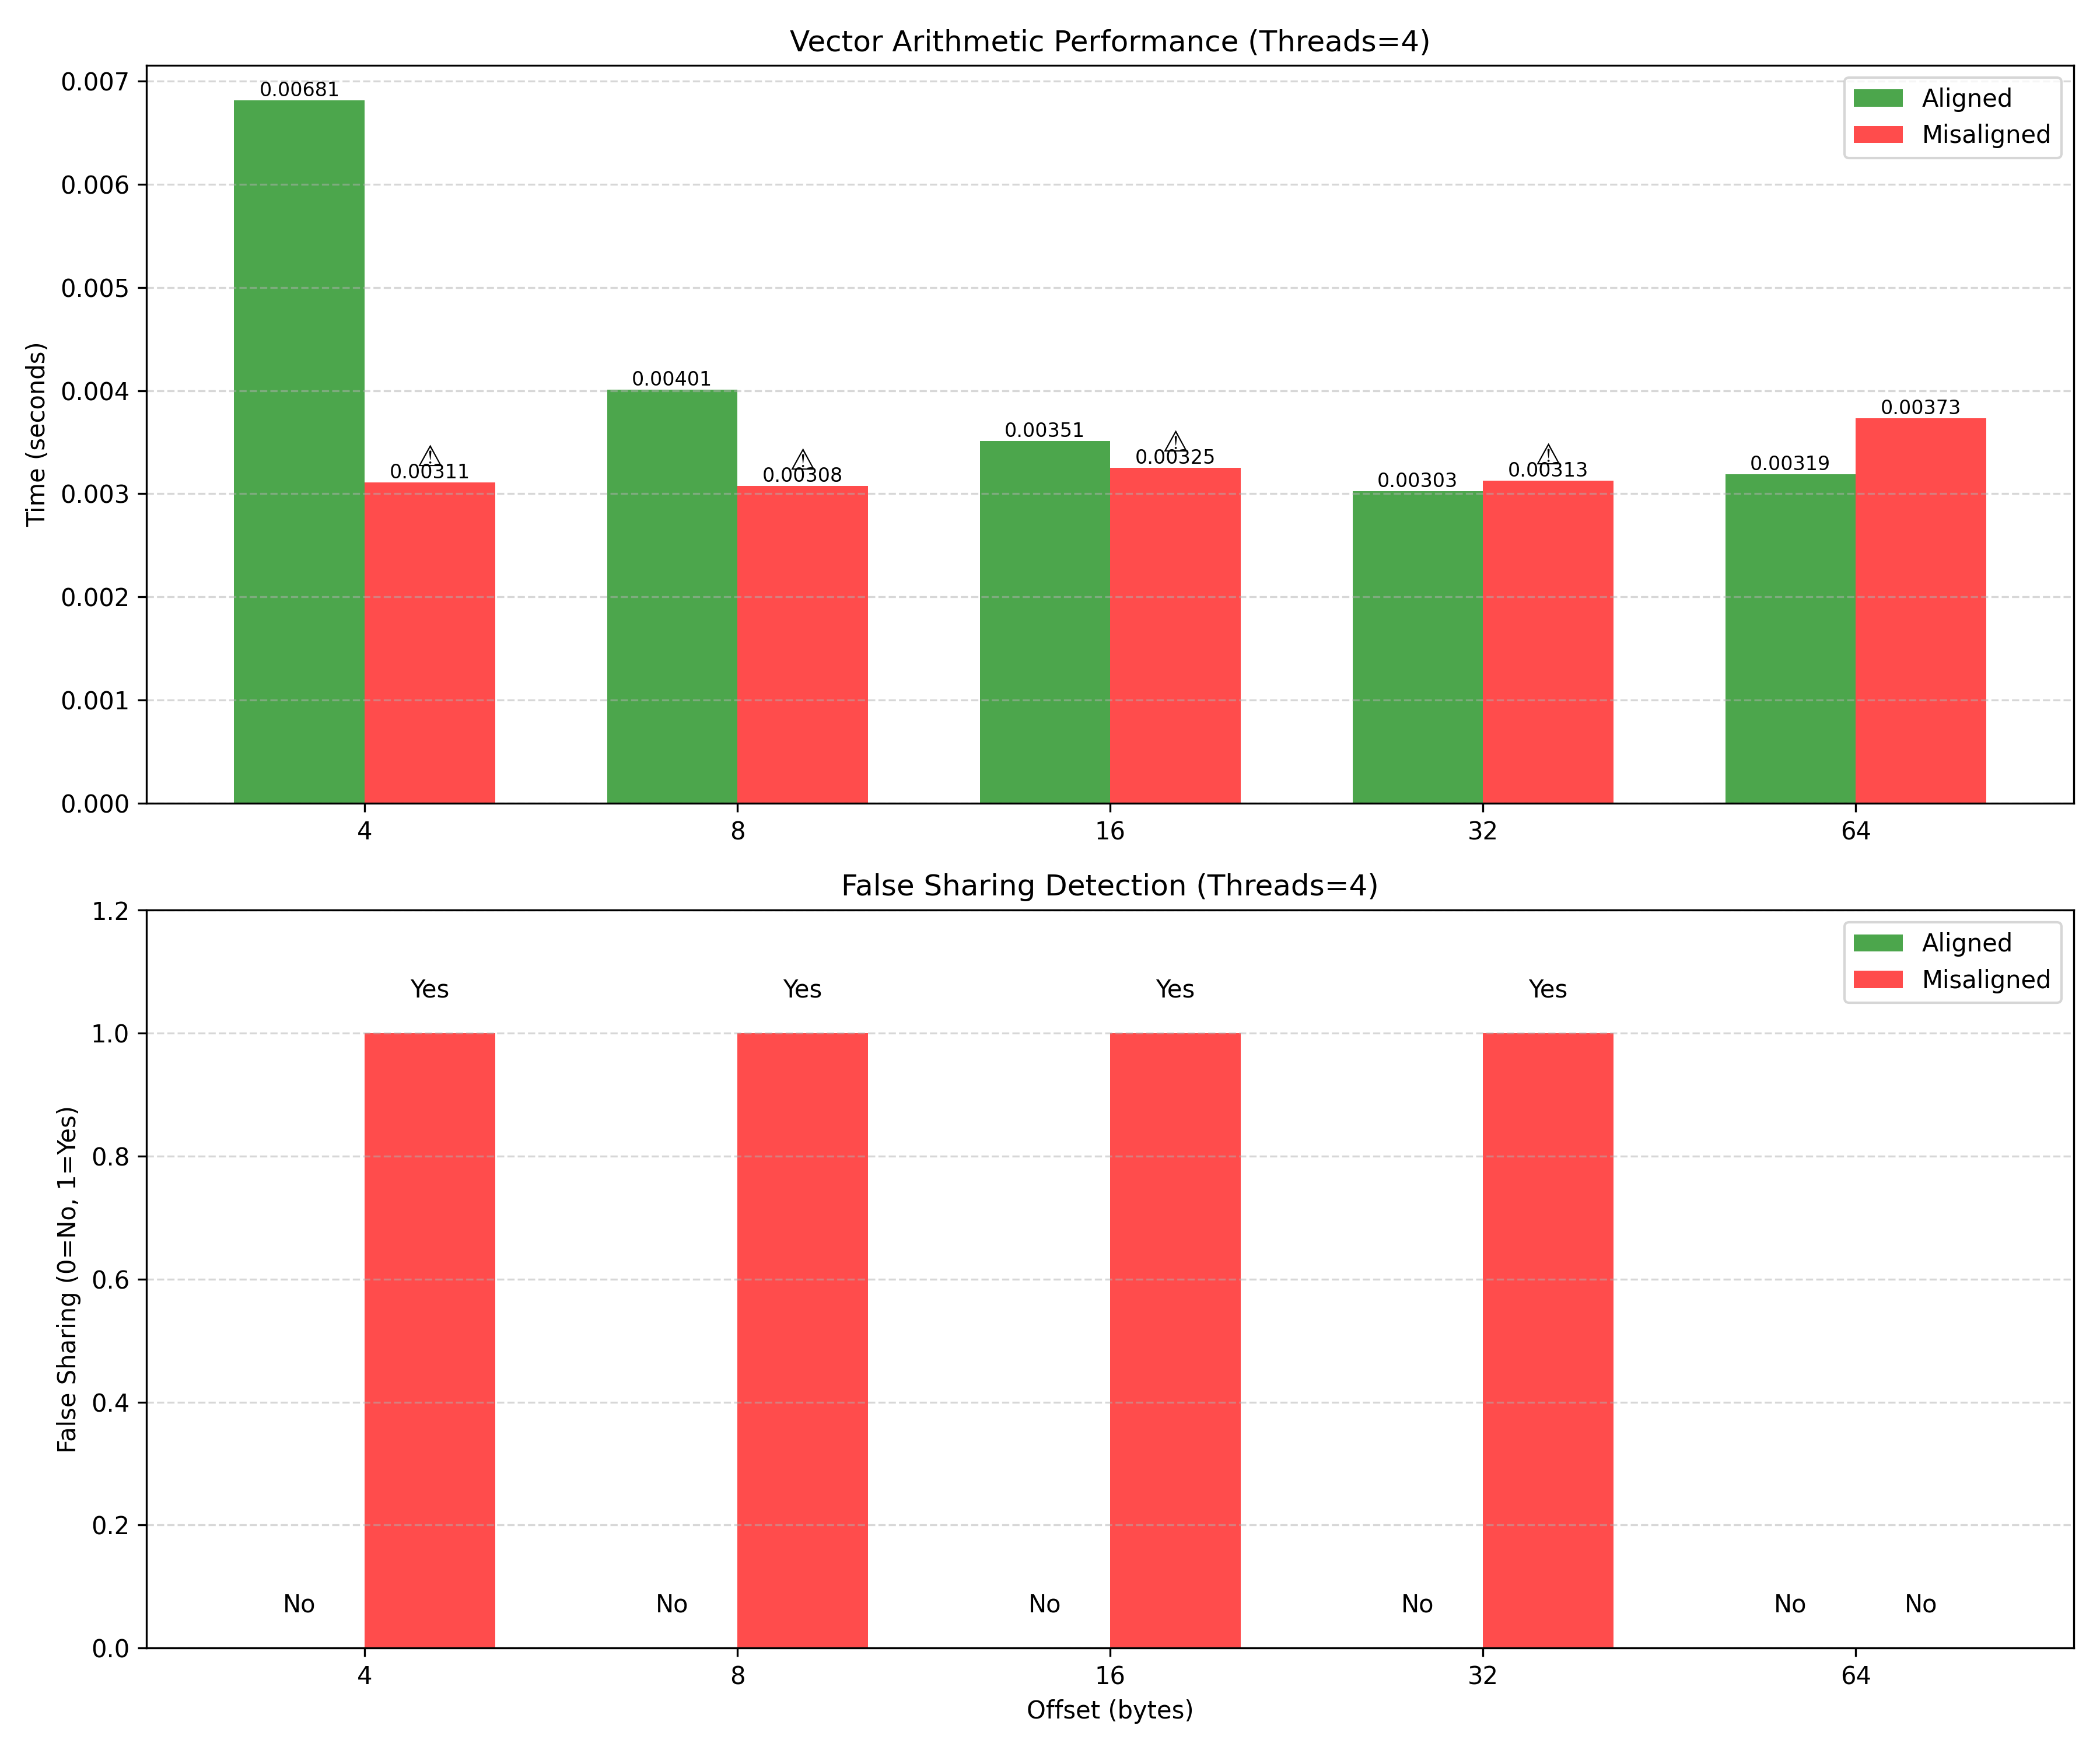 Vector Arithmetic Performance (Threads=4)
Time (seconds)
0.007
0.006
0.005
0.004
0.003
0.002
0.001
0.000
0.00681
0.00311
0.00401
0.00308
0.00351
0.00325
0.00303
0.00313
0.00319
0.00373
⚠
⚠
⚠
⚠
Aligned
Misaligned
4
8
16
32
64
False Sharing Detection (Threads=4)
False Sharing (0=No, 1=Yes)
1.2
1.0
0.8
0.6
0.4
0.2
0.0
Yes
Yes
Yes
Yes
No
No
No
No
No
No
Aligned
Misaligned
4
8
16
32
64
Offset (bytes)